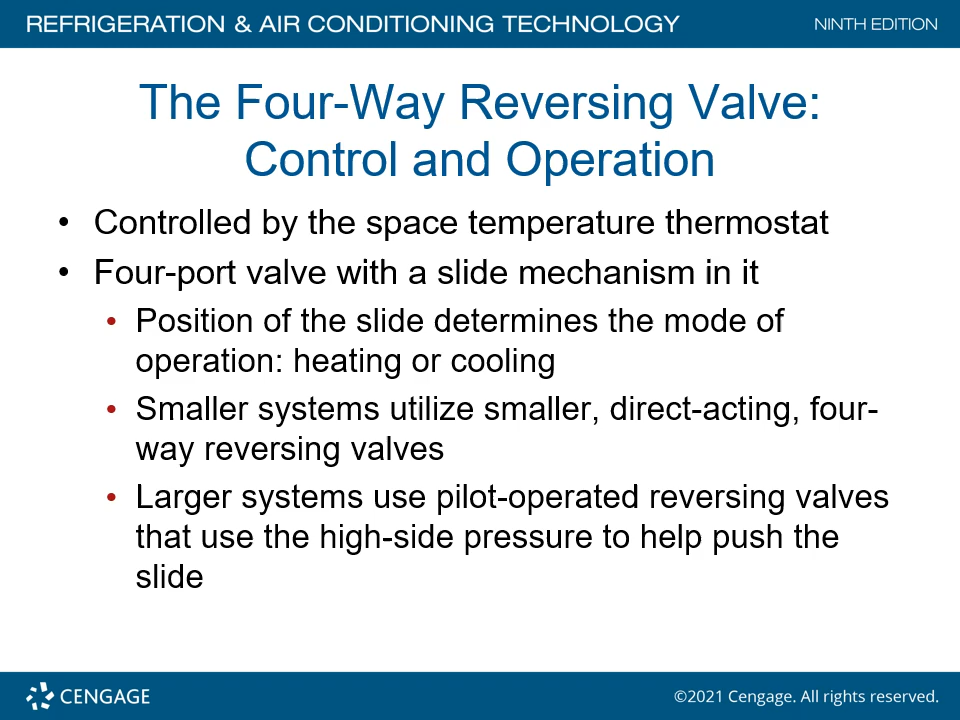 REFRIGERATION & AIR CONDITIONING TECHNOLOGY NINTH EDITION
The Four-Way Reversing Valve:
Control and Operation
• Controlled by the space temperature thermostat
• Four-port valve with a slide mechanism in it
• Position of the slide determines the mode of
operation: heating or cooling
• Smaller systems utilize smaller, direct-acting, four-
way reversing valves
• Larger systems use pilot-operated reversing valves
that use the high-side pressure to help push the
slide
CENGAGE ©2021 Cengage. All rights reserved.